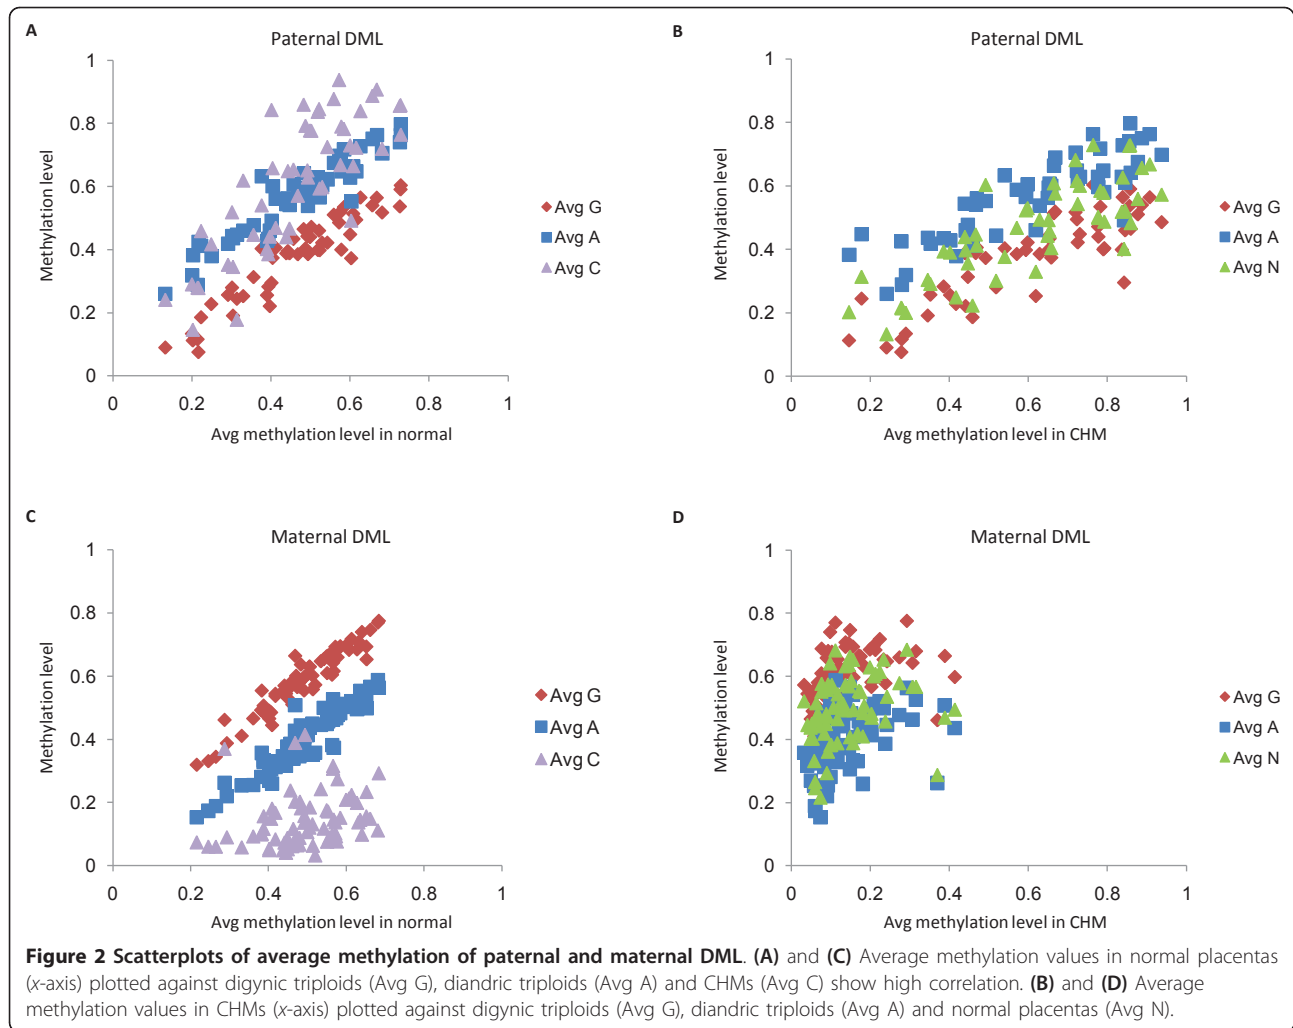 A
Paternal DML
1
0.8
0.6
0.4
0.2
0
Methylation level
0 0.2 0.4 0.6 0.8 1
Avg methylation level in normal
Avg G
Avg A
Avg C
B
Paternal DML
1
0.8
0.6
0.4
0.2
0
Methylation level
0 0.2 0.4 0.6 0.8 1
Avg methylation level in CHM
Avg G
Avg A
Avg N
C
Maternal DML
1
0.8
0.6
0.4
0.2
0
Methylation level
0 0.2 0.4 0.6 0.8 1
Avg methylation level in normal
Avg G
Avg A
Avg C
D
Maternal DML
1
0.8
0.6
0.4
0.2
0
Methylation level
0 0.2 0.4 0.6 0.8 1
Avg methylation level in CHM
Avg G
Avg A
Avg N
Figure 2 Scatterplots of average methylation of paternal and maternal DML. (A) and (C) Average methylation values in normal placentas
(x-axis) plotted against digynic triploids (Avg G), diandric triploids (Avg A) and CHMs (Avg C) show high correlation. (B) and (D) Average
methylation values in CHMs (x-axis) plotted against digynic triploids (Avg G), diandric triploids (Avg A) and normal placentas (Avg N).